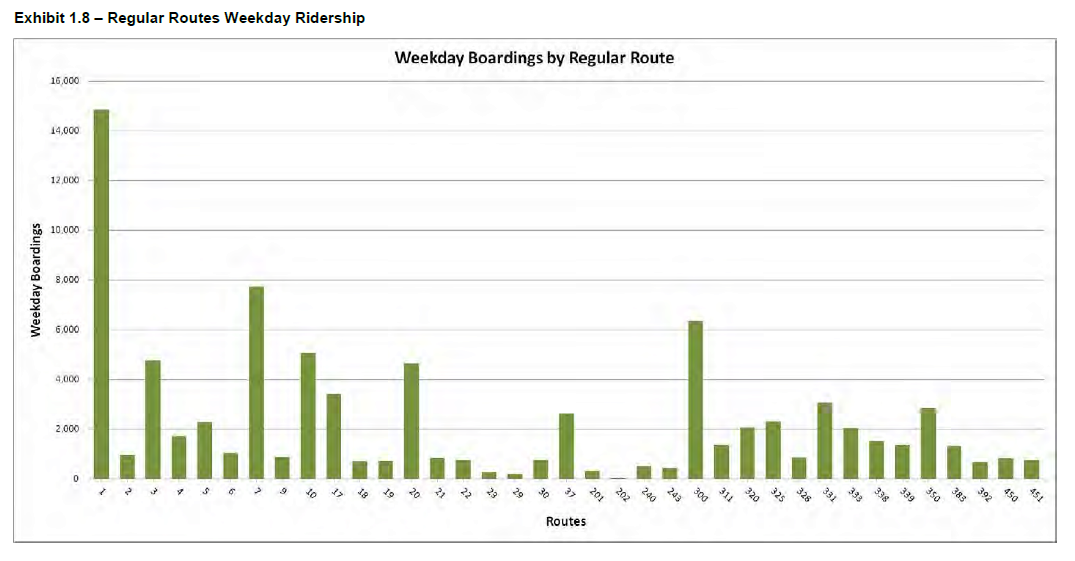 Exhibit 1.8 – Regular Routes Weekday Ridership
Weekday Boardings by Regular Route
16,000
14,000
12,000
10,000
8,000
6,000
4,000
2,000
0
Weekday Boardings
1 2 3 4 5 6 7 9 10 17 18 19 20 21 22 23 29 30 37 201 202 240 243 300 311 320 325 328 331 333 338 339 350 383 392 450 451
Routes